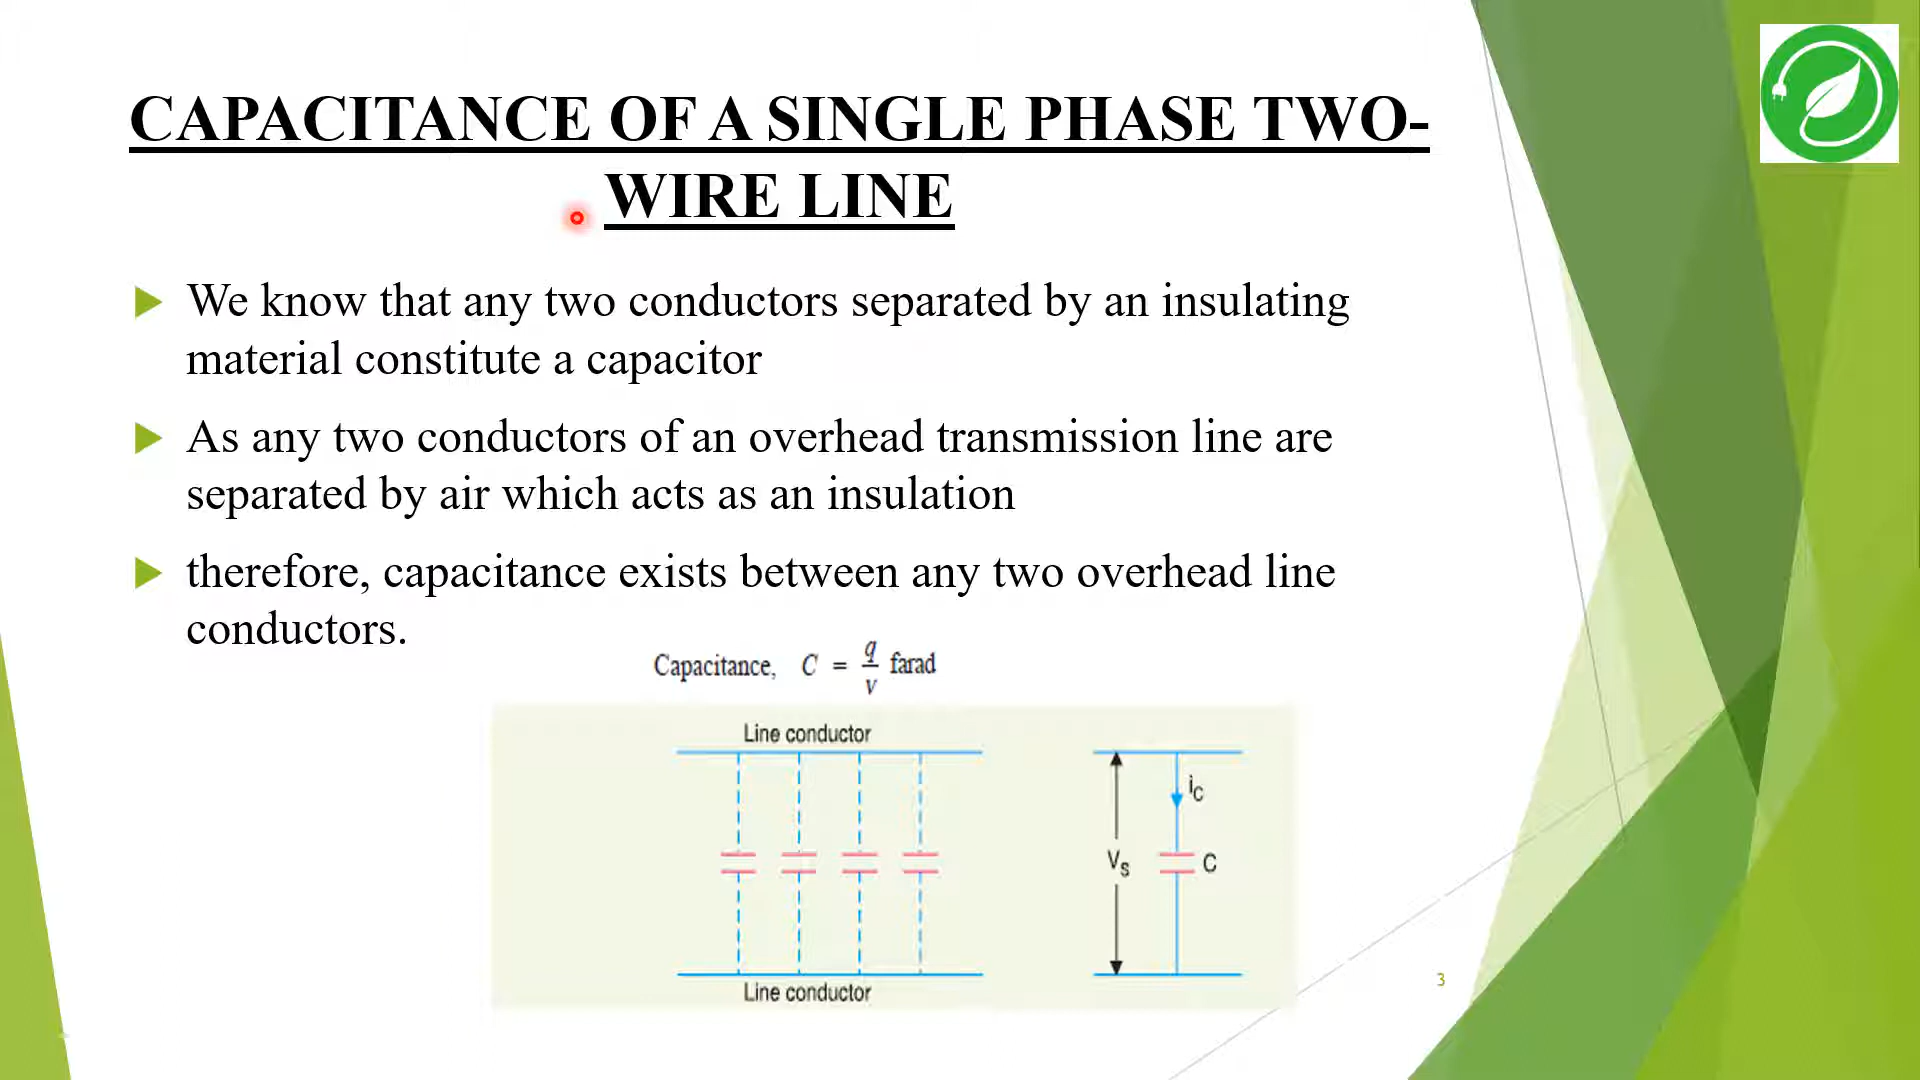 CAPACITANCE OF A SINGLE PHASE TWO-
WIRE LINE
We know that any two conductors separated by an insulating
material constitute a capacitor
As any two conductors of an overhead transmission line are
separated by air which acts as an insulation
therefore, capacitance exists between any two overhead line
conductors.
Capacitance, C = q/v farad
Line conductor
iC
VS
C
Line conductor
3